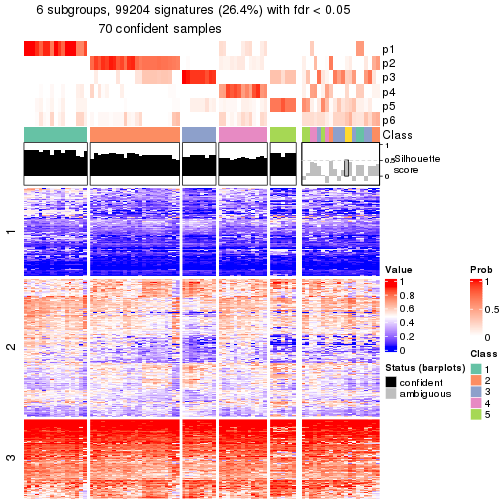 6 subgroups, 99204 signatures (26.4%) with fdr < 0.05
70 confident samples
p1
p2
p3
p4
p5
p6
Class
1
0.5
0
Silhouette
score
1
2
3
Value
1
0.8
0.6
0.4
0.2
0
Prob
1
0.5
0
Status (barplots)
confident
ambiguous
Class
1
2
3
4
5